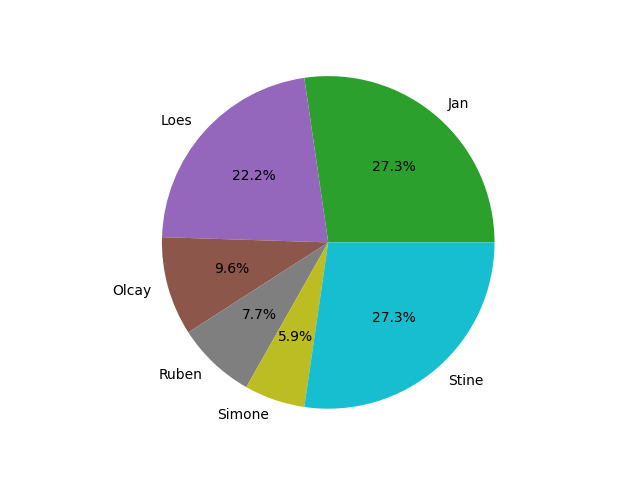 Jan
27.3%
Loes
22.2%
Olcay
9.6%
Ruben
7.7%
Simone
5.9%
Stine
27.3%